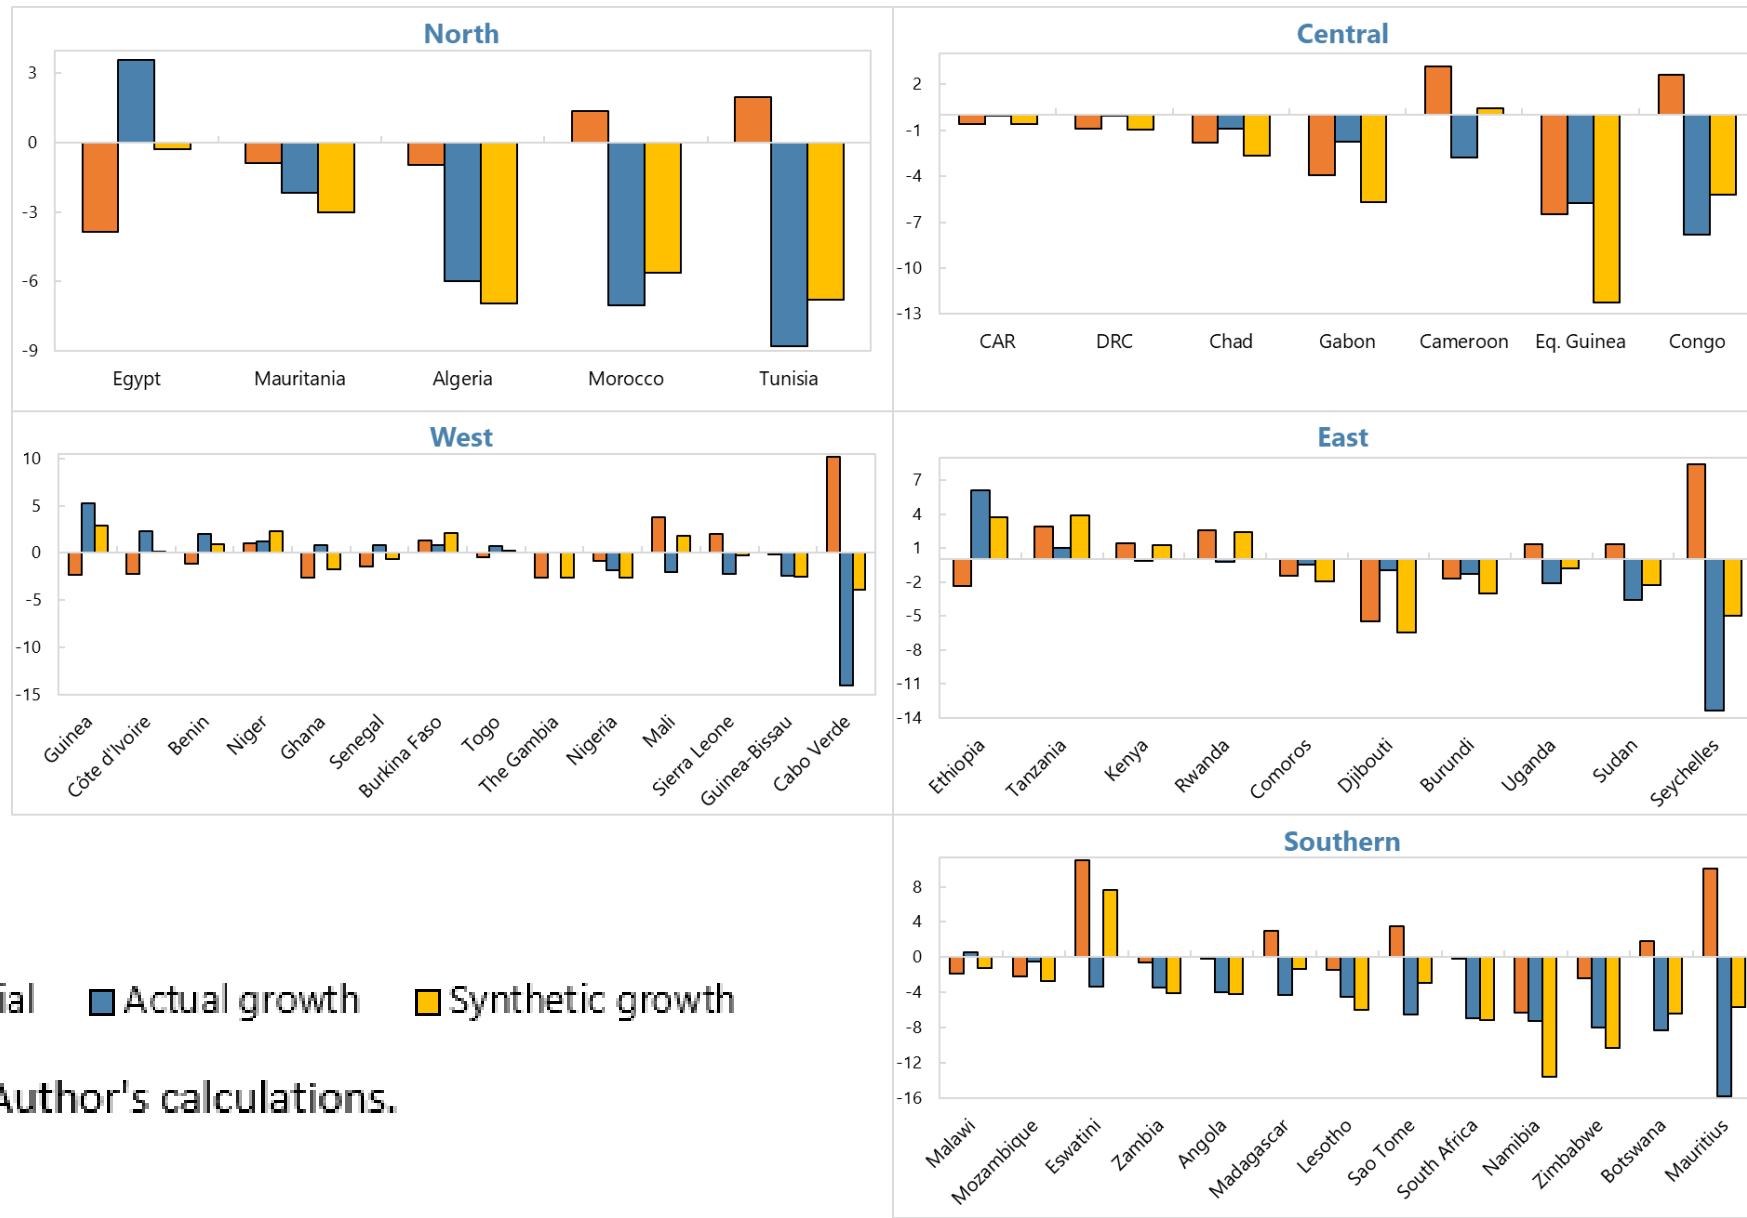 North
3
0
-3
-6
-9
Egypt Mauritania Algeria Morocco Tunisia
Central
2
-1
-4
-7
-10
-13
CAR DRC Chad Gabon Cameroon Eq. Guinea Congo
West
10
5
0
-5
-10
-15
Guinea Côte d'Ivoire Benin Niger Ghana Senegal Burkina Faso Togo The Gambia Nigeria Mali Sierra Leone Guinea-Bissau Cabo Verde
East
7
4
1
-2
-5
-8
-11
-14
Ethiopia Tanzania Kenya Rwanda Comoros Djibouti Burundi Uganda Sudan Seychelles
Southern
8
4
0
-4
-8
-12
-16
Malawi Mozambique Eswatini Zambia Angola Madagascar Lesotho Sao Tome South Africa Namibia Zimbabwe Botswana Mauritius
ial Actual growth Synthetic growth
Author's calculations.